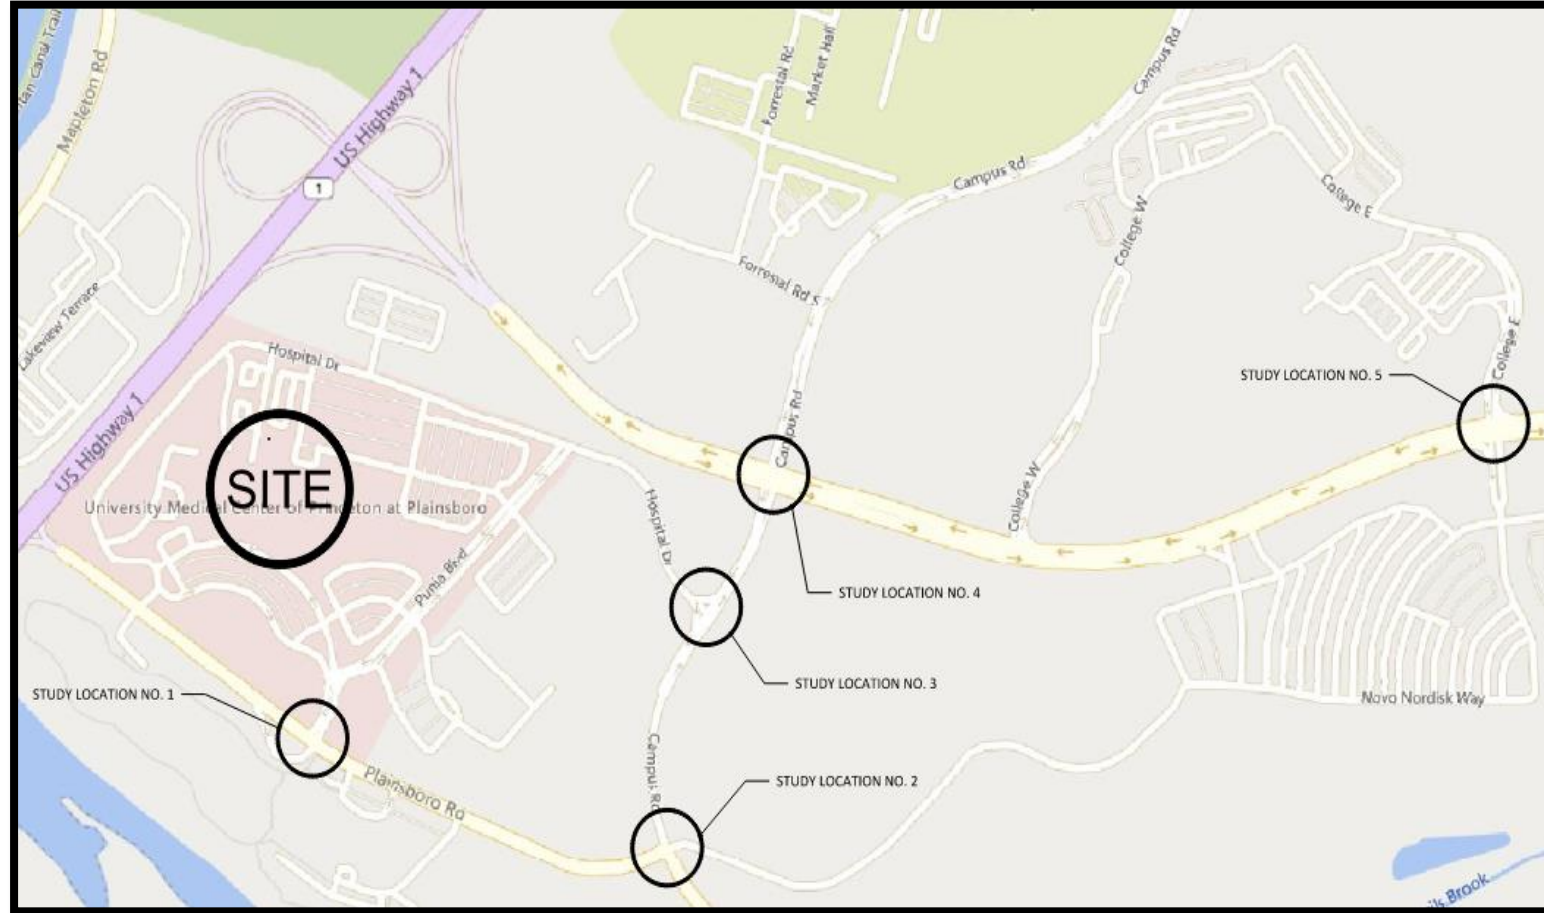 Mapleton Rd
US Highway 1
1
Forrestal Rd
Market Hall
Campus Rd
Campus Rd
College E
College W
Forrestal Rd S
Lakeview Terrace
Hospital Dr
US Highway 1
STUDY LOCATION NO. 5
College E
Campus Rd
SITE
University Medical Center of Princeton at Plainsboro
College W
Hospital Dr
Punia Blvd
STUDY LOCATION NO. 4
STUDY LOCATION NO. 3
STUDY LOCATION NO. 1
Novo Nordisk Way
Campus Rd
Plainsboro Rd
STUDY LOCATION NO. 2
Brook